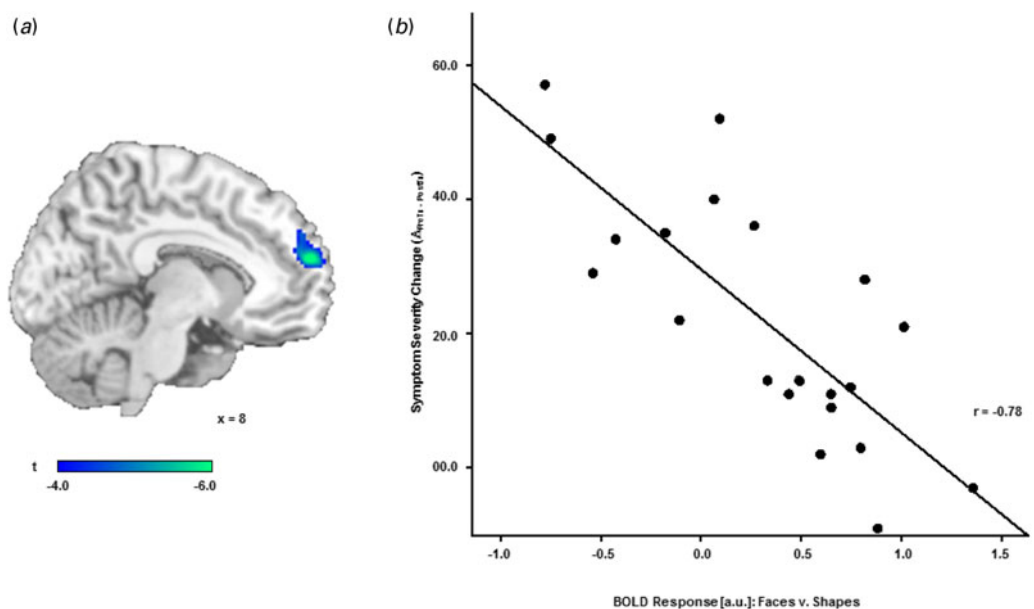 (a)
x = 8
t
-4.0 -6.0
(b)
Symptom Severity Change
60.0
40.0
20.0
00.0
r = -0.78
-1.0 -0.5 0.0 0.5 1.0 1.5
BOLD Response [a.u.]: Faces v. Shapes